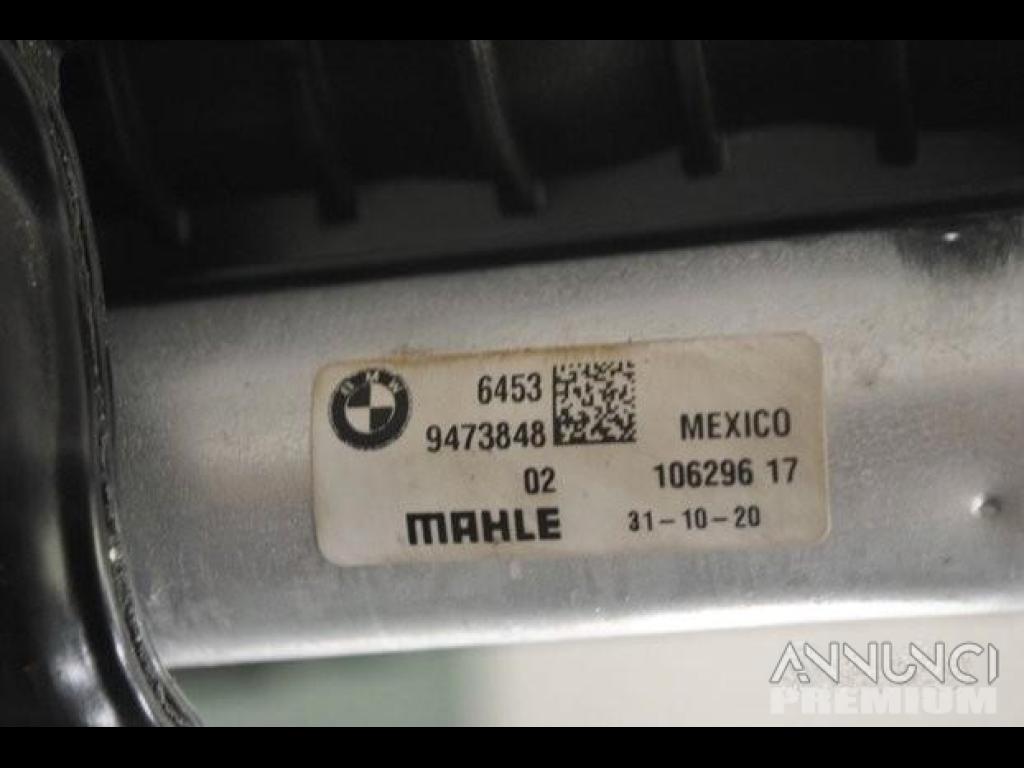 BMW
6453
9473848
MEXICO
02
106296 17
MAHLE
31-10-20
ANNUNCI
PREMIUM